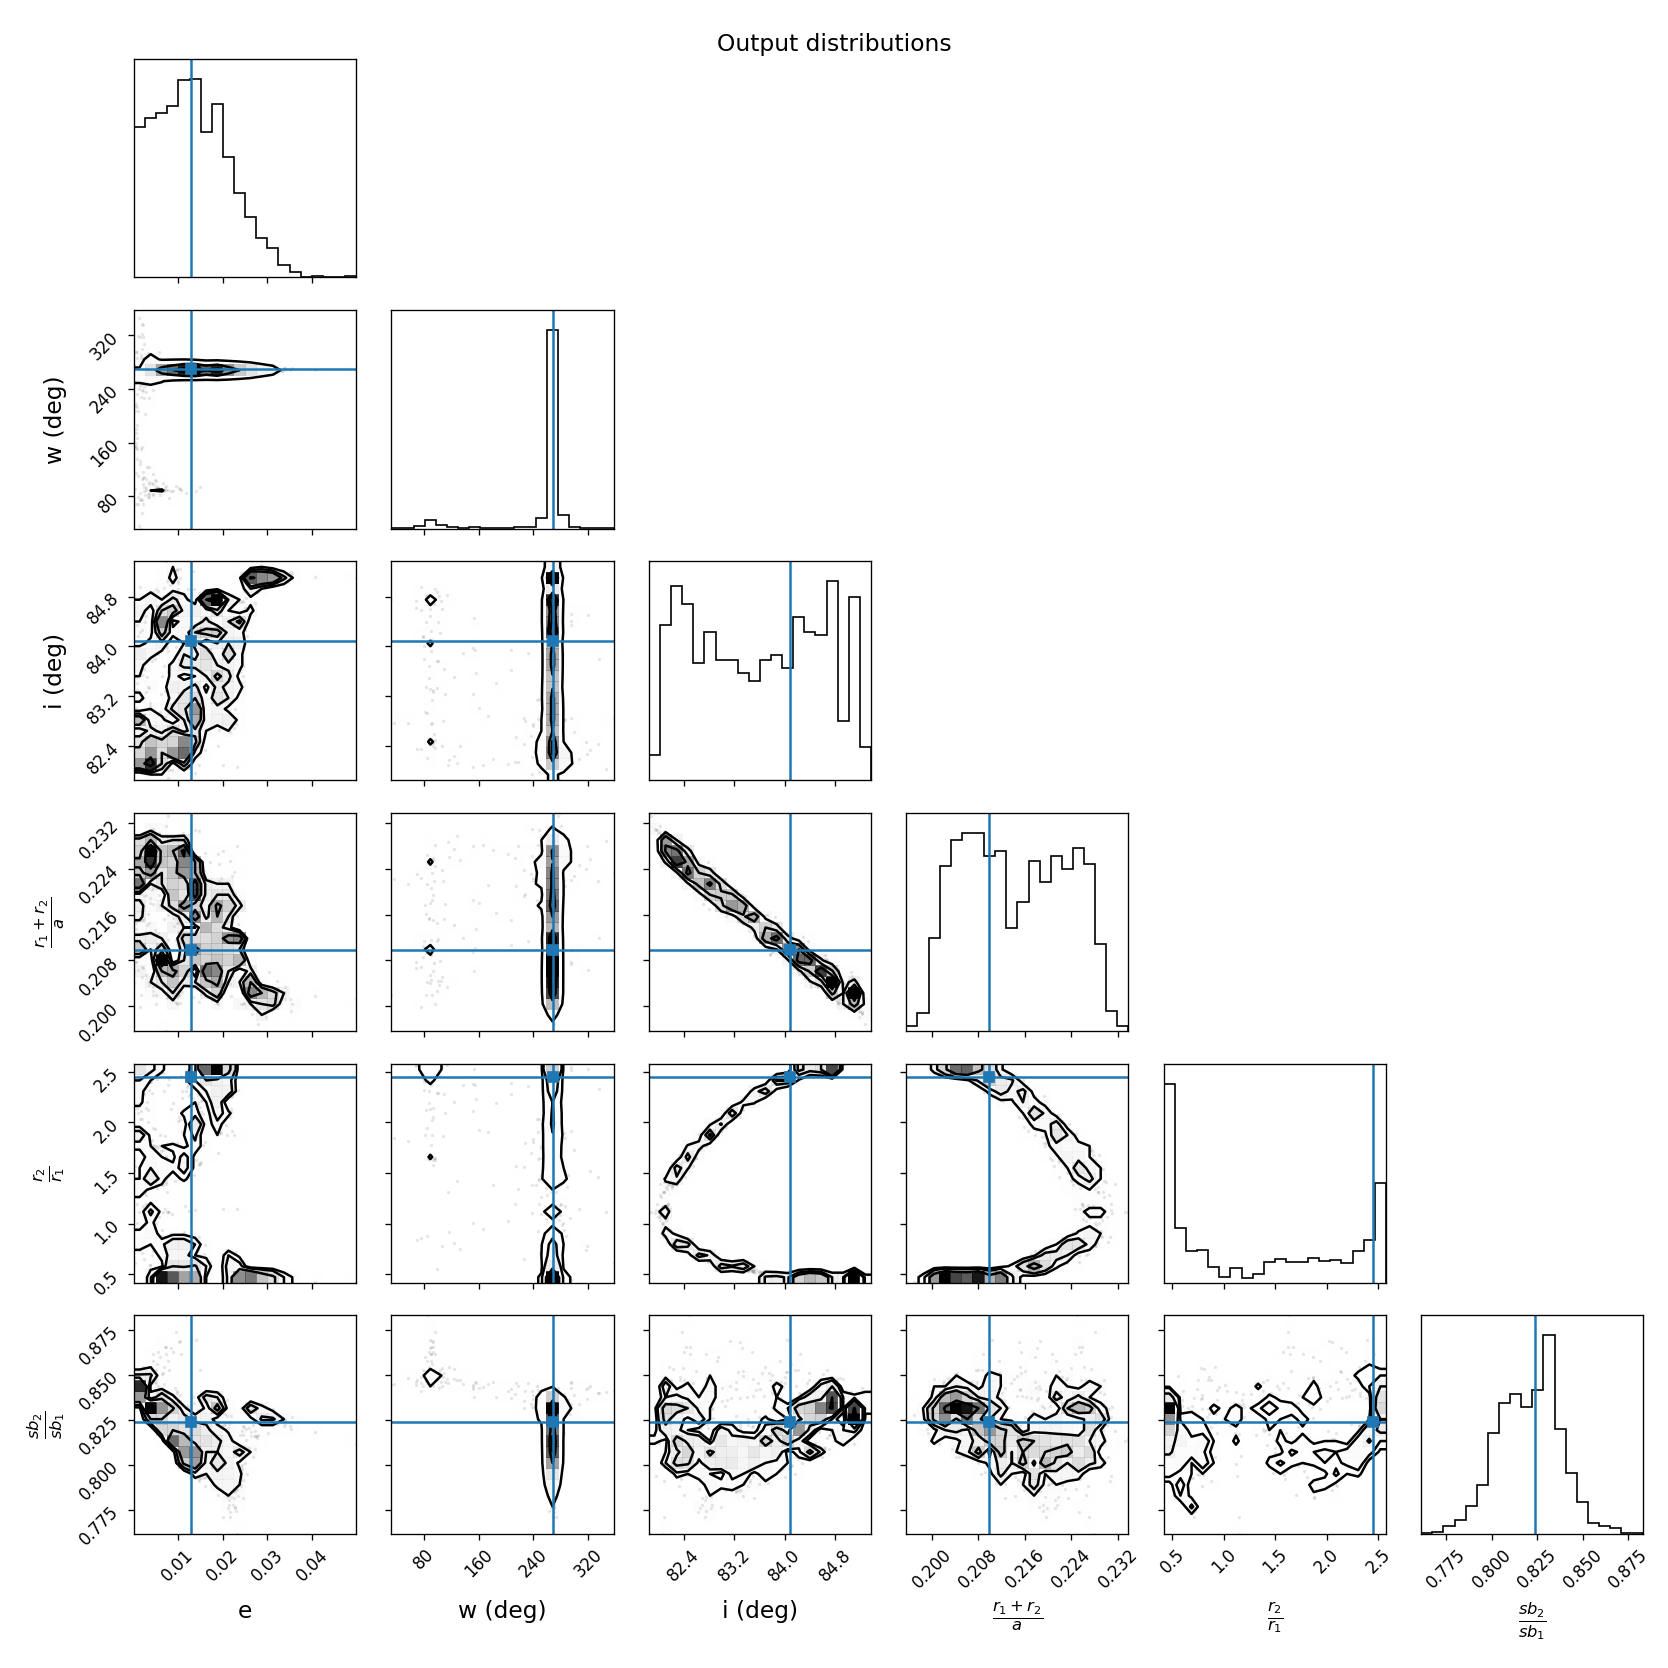 Output distributions
w (deg)
320
240
160
80
i (deg)
84.8
84.0
83.2
82.4
r₁ + r₂
a
0.232
0.224
0.216
0.208
0.200
r₂
r₁
2.5
2.0
1.5
1.0
0.5
sb₂
sb₁
0.875
0.850
0.825
0.800
0.775
0.01 0.02 0.03 0.04 80 160 240 320 82.4 83.2 84.0 84.8 0.200 0.208 0.216 0.224 0.232 0.5 1.0 1.5 2.0 2.5 0.775 0.800 0.825 0.850 0.875
e w (deg) i (deg) r₁ + r₂ r₂ sb₂
a r₁ sb₁